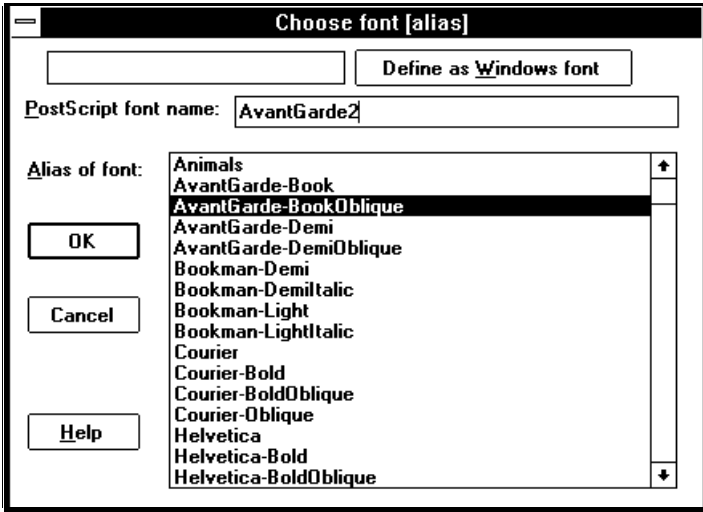 Choose font [alias]
Define as Windows font
PostScript font name: AvantGarde2
Alias of font:
Animals
AvantGarde-Book
AvantGarde-BookOblique
AvantGarde-Demi
AvantGarde-DemiOblique
Bookman-Demi
Bookman-DemiItalic
Bookman-Light
Bookman-LightItalic
Courier
Courier-Bold
Courier-BoldOblique
Courier-Oblique
Helvetica
Helvetica-Bold
Helvetica-BoldOblique
OK
Cancel
Help